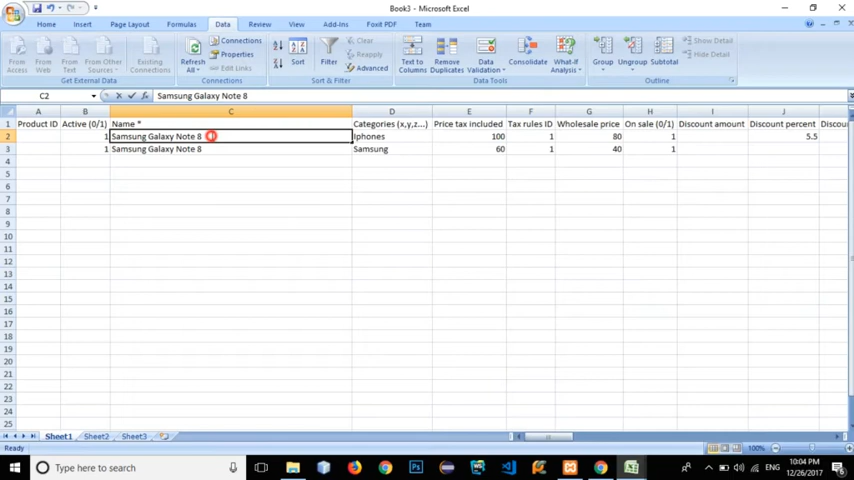 Book3 - Microsoft Excel
Home Insert Page Layout Formulas Data Review View Add-Ins Foxit PDF Team
From Access From Web From Text From Other Sources Existing Connections Refresh All Connections Properties Edit Links Sort Filter Clear Reapply Advanced Text to Columns Remove Duplicates Data Validation Consolidate What-If Analysis Group Ungroup Subtotal Show Detail Hide Detail
Get External Data Connections Sort & Filter Data Tools Outline
C2 fx Samsung Galaxy Note 8
A B C D E F G H I J
1 Product ID Active (0/1) Name * Categories (x,y,z...) Price tax included Tax rules ID Wholesale price On sale (0/1) Discount amount Discount percent Discou
2 1 Samsung Galaxy Note 8 Iphones 100 1 80 1 5.5
3 1 Samsung Galaxy Note 8 Samsung 60 1 40 1
4
5
6
7
8
9
10
11
12
13
14
15
16
17
18
19
20
21
22
23
24
25
Sheet1 Sheet2 Sheet3
Ready 100%
Type here to search ENG 10:04 PM
12/26/2017